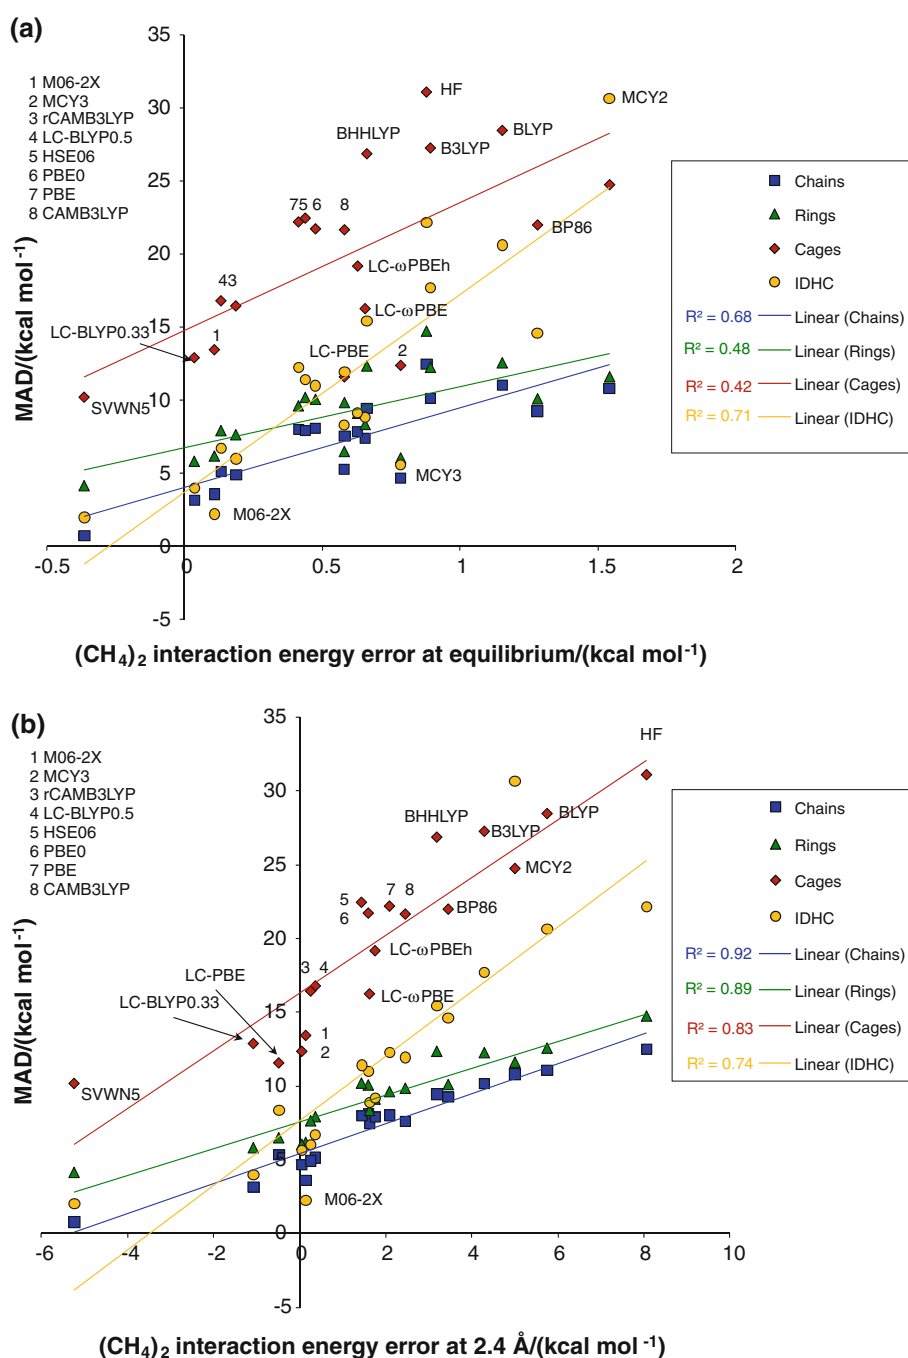 (a)
1 M06-2X
2 MCY3
3 rCAMB3LYP
4 LC-BLYP0.5
5 HSE06
6 PBE0
7 PBE
8 CAMB3LYP
MAD/(kcal mol⁻¹)
35
30
25
20
15
10
5
0
-5
-0.5
0
0.5
1
1.5
2
HF
MCY2
BHHLYP
B3LYP
BLYP
75 6 8
BP86
43
LC-ωPBEh
LC-ωPBE
LC-BLYP0.33
1
LC-PBE
2
SVWN5
MCY3
M06-2X
Chains
Rings
Cages
IDHC
R² = 0.68 Linear (Chains)
R² = 0.48 Linear (Rings)
R² = 0.42 Linear (Cages)
R² = 0.71 Linear (IDHC)
(CH₄)₂ interaction energy error at equilibrium/(kcal mol⁻¹)
(b)
1 M06-2X
2 MCY3
3 rCAMB3LYP
4 LC-BLYP0.5
5 HSE06
6 PBE0
7 PBE
8 CAMB3LYP
MAD/(kcal mol⁻¹)
35
30
25
20
15
10
5
0
-5
-6
-4
-2
0
2
4
6
8
10
HF
BHHLYP
B3LYP
BLYP
MCY2
5 7 8
6
BP86
LC-ωPBEh
3 4
LC-PBE
LC-ωPBE
LC-BLYP0.33
1
2
SVWN5
M06-2X
Chains
Rings
Cages
IDHC
R² = 0.92 Linear (Chains)
R² = 0.89 Linear (Rings)
R² = 0.83 Linear (Cages)
R² = 0.74 Linear (IDHC)
(CH₄)₂ interaction energy error at 2.4 Å/(kcal mol⁻¹)